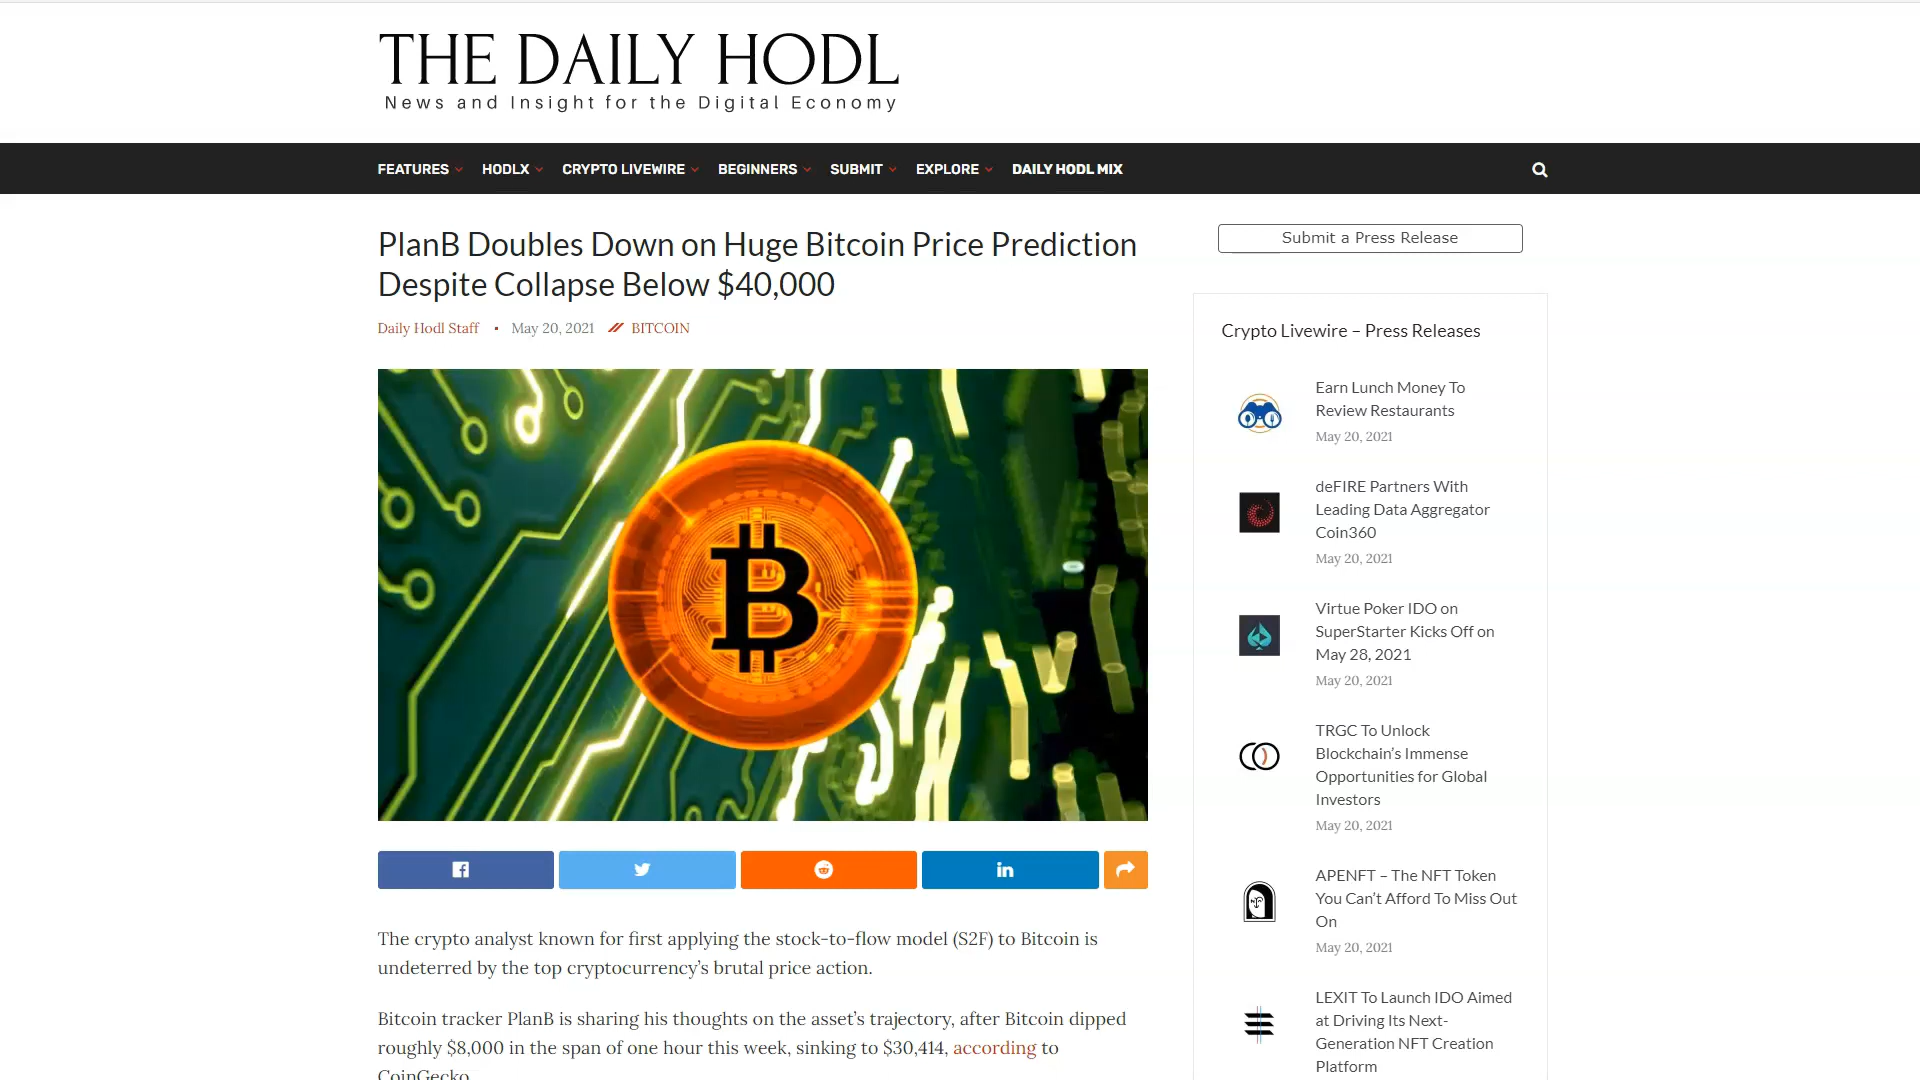 THE DAILY HODL
News and Insight for the Digital Economy
FEATURES HODLX CRYPTO LIVEWIRE BEGINNERS SUBMIT EXPLORE DAILY HODL MIX
PlanB Doubles Down on Huge Bitcoin Price Prediction
Despite Collapse Below $40,000
Daily Hodl Staff • May 20, 2021 BITCOIN
The crypto analyst known for first applying the stock-to-flow model (S2F) to Bitcoin is
undeterred by the top cryptocurrency’s brutal price action.
Bitcoin tracker PlanB is sharing his thoughts on the asset’s trajectory, after Bitcoin dipped
roughly $8,000 in the span of one hour this week, sinking to $30,414, according to
CoinGecko.
Submit a Press Release
Crypto Livewire – Press Releases
Earn Lunch Money To
Review Restaurants
May 20, 2021
deFIRE Partners With
Leading Data Aggregator
Coin360
May 20, 2021
Virtue Poker IDO on
SuperStarter Kicks Off on
May 28, 2021
May 20, 2021
TRGC To Unlock
Blockchain’s Immense
Opportunities for Global
Investors
May 20, 2021
APENFT – The NFT Token
You Can’t Afford To Miss Out
On
May 20, 2021
LEXIT To Launch IDO Aimed
at Driving Its Next-
Generation NFT Creation
Platform